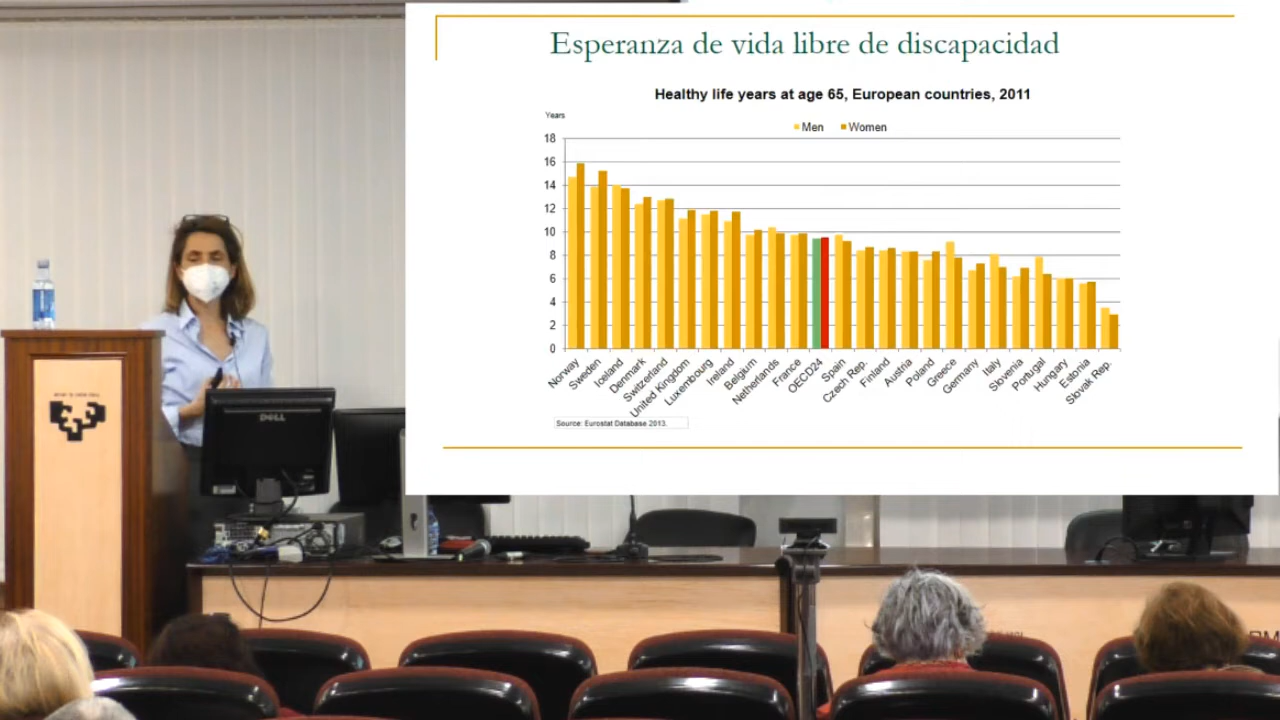 Esperanza de vida libre de discapacidad
Healthy life years at age 65, European countries, 2011
Years
Men Women
18
16
14
12
10
8
6
4
2
0
Norway
Sweden
Iceland
Denmark
Switzerland
United Kingdom
Luxembourg
Ireland
Belgium
Netherlands
France
OECD24
Spain
Czech Rep.
Finland
Austria
Poland
Greece
Germany
Italy
Slovenia
Portugal
Hungary
Estonia
Slovak Rep.
Source: Eurostat Database 2013.
DELL